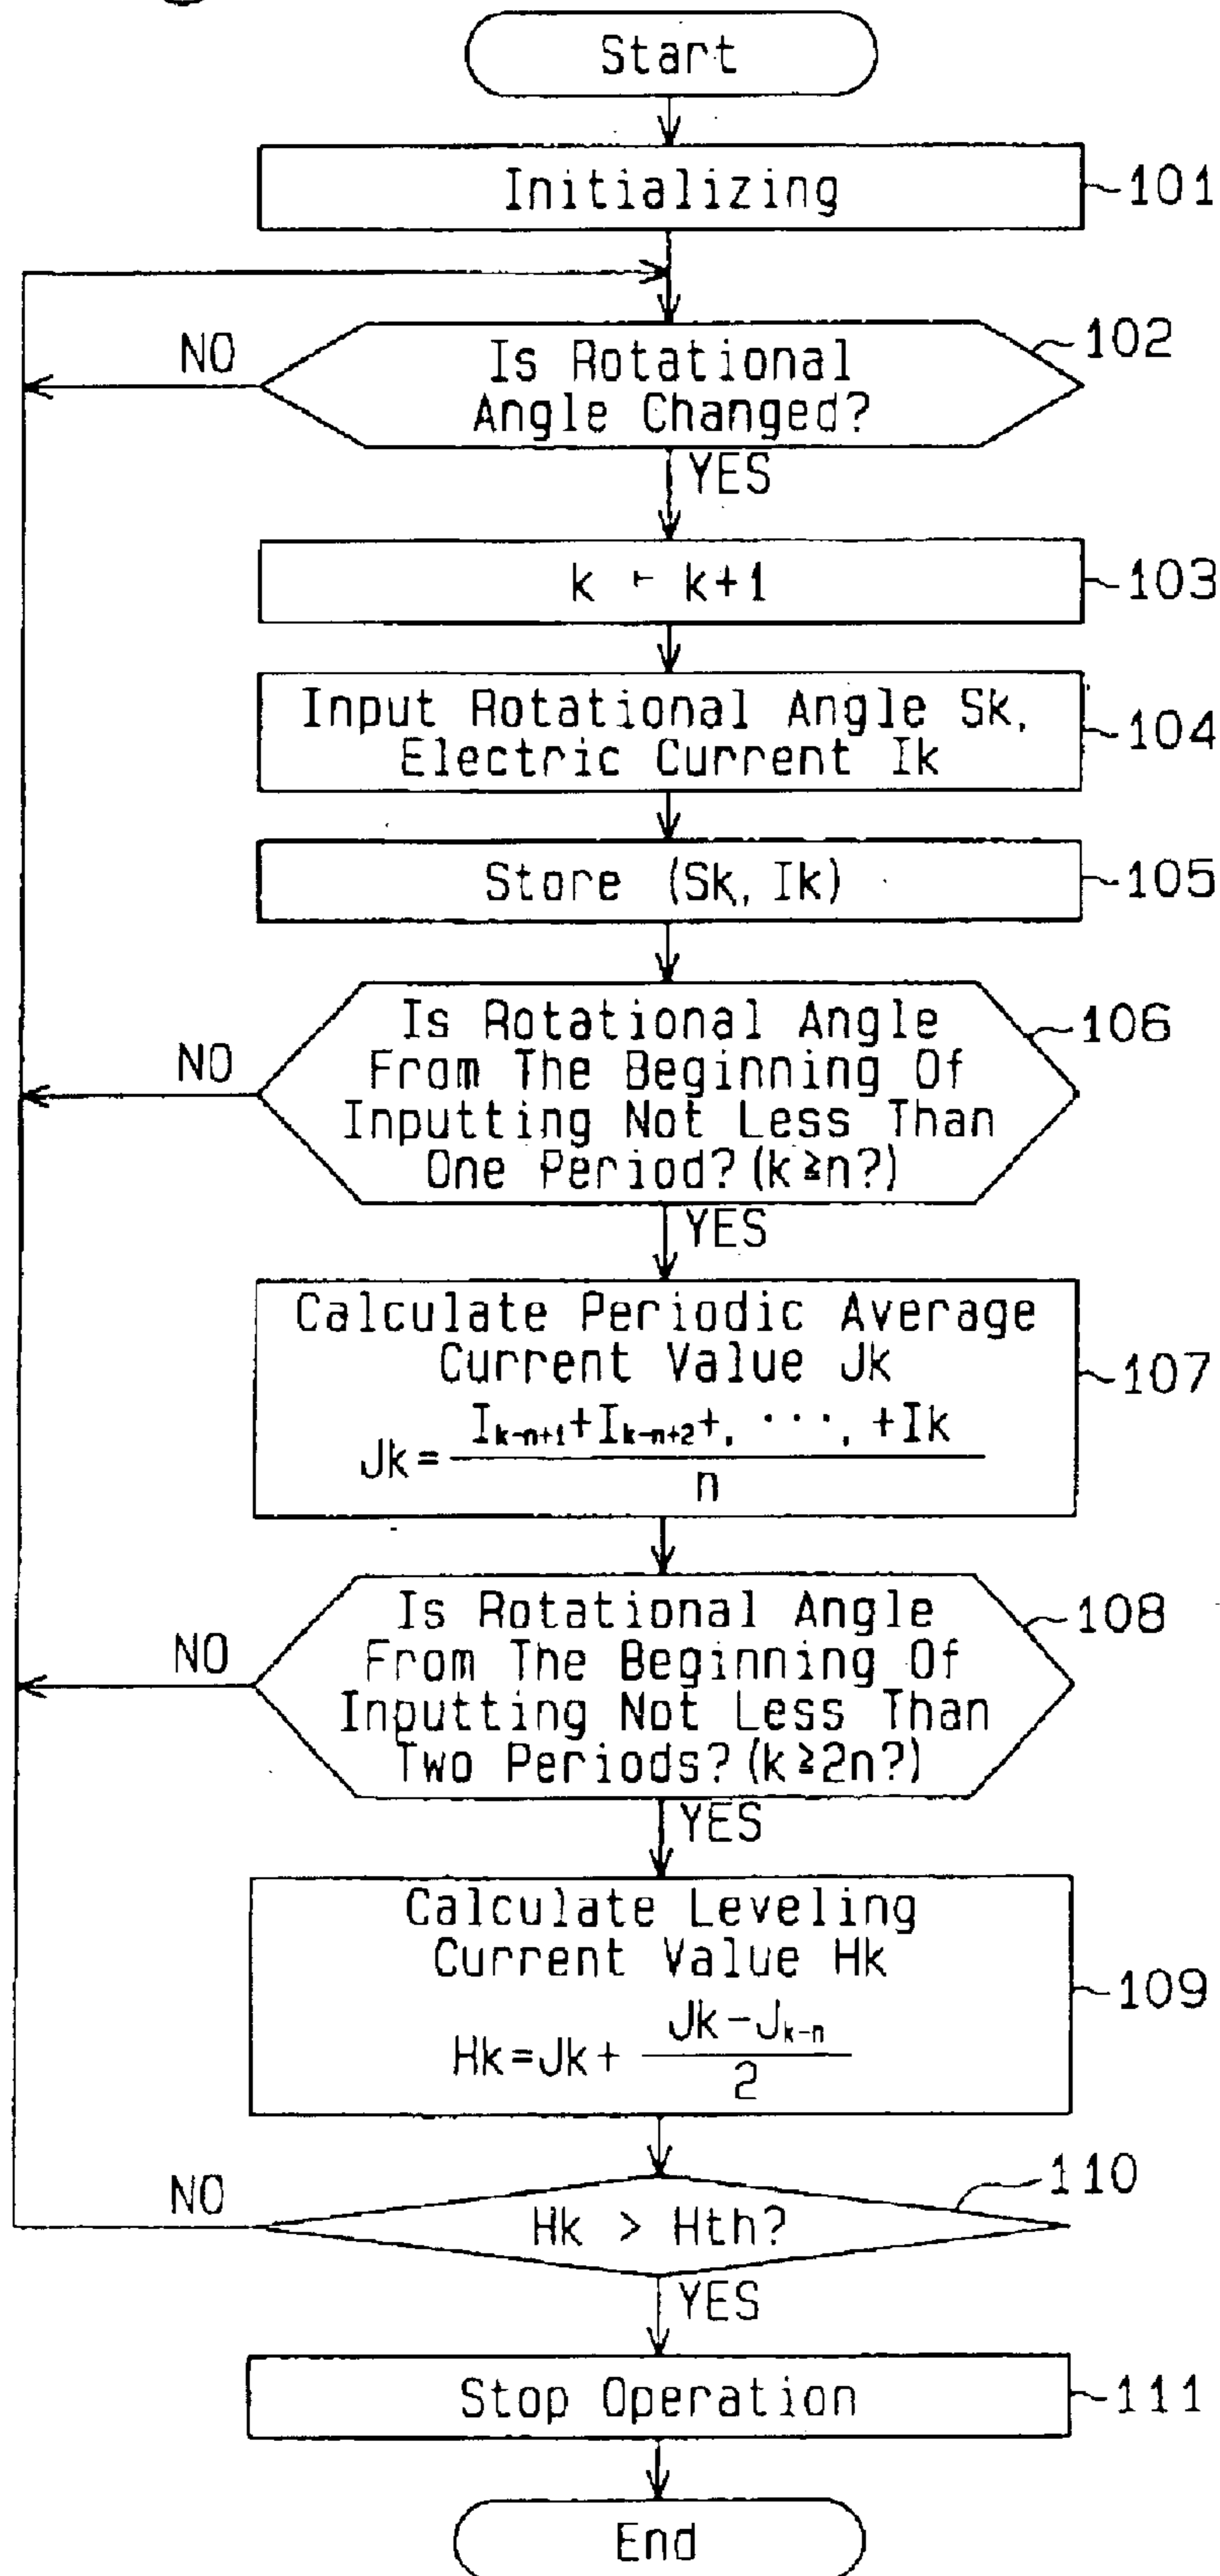 Start
Initializing
101
Is Rotational
Angle Changed?
102
NO
YES
k ← k+1
103
Input Rotational Angle Sk,
Electric Current Ik
104
Store (Sk, Ik)
105
Is Rotational Angle
From The Beginning Of
Inputting Not Less Than
One Period? (k≧n?)
106
NO
YES
Calculate Periodic Average
Current Value Jk
Jk= Ik-n+1+Ik-n+2+, ···, +Ik
n
107
Is Rotational Angle
From The Beginning Of
Inputting Not Less Than
Two Periods? (k≧2n?)
108
NO
YES
Calculate Leveling
Current Value Hk
Hk=Jk+ Jk-Jk-n
2
109
Hk > Hth?
110
NO
YES
Stop Operation
111
End